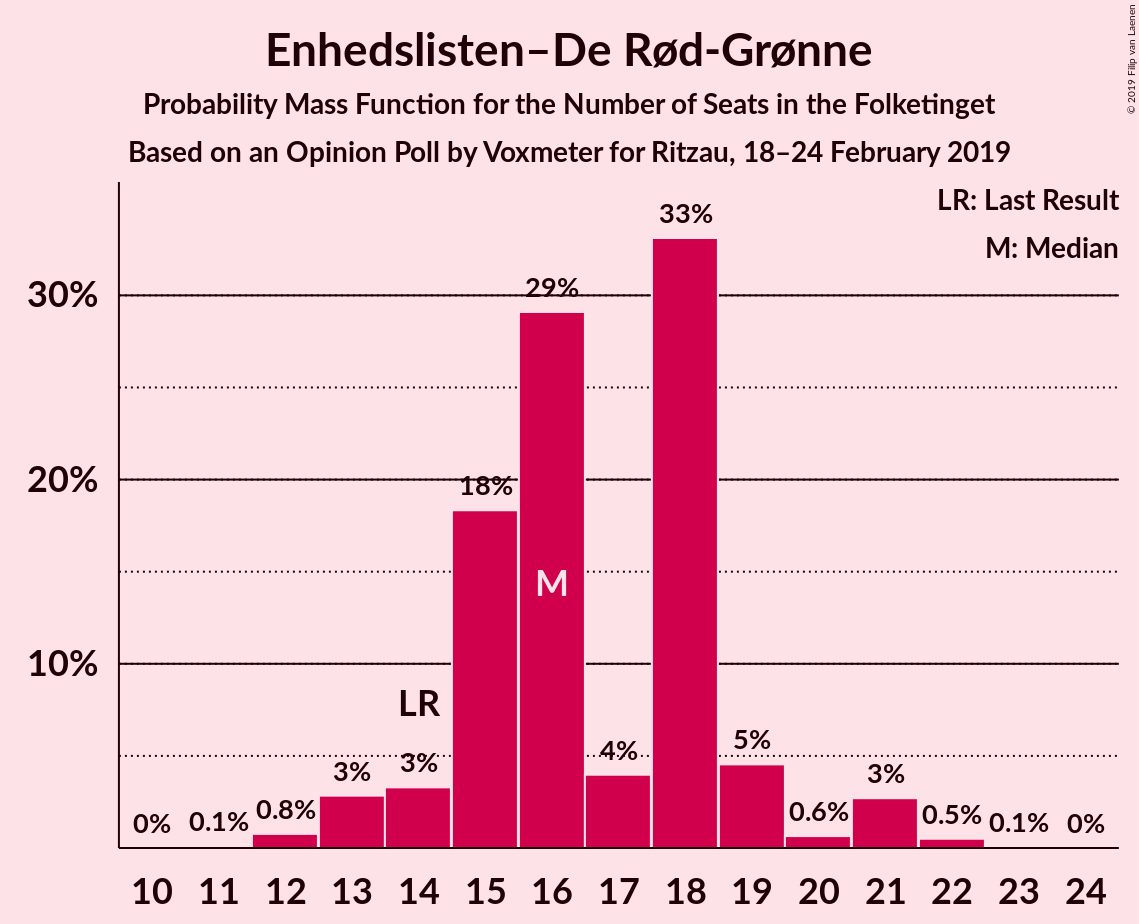 Enhedslisten–De Rød-Grønne
Probability Mass Function for the Number of Seats in the Folketinget
Based on an Opinion Poll by Voxmeter for Ritzau, 18–24 February 2019
© 2019 Filip van Laenen
LR: Last Result
M: Median
30%
20%
10%
0%
0.1%
0.8%
3%
3%
18%
29%
4%
33%
5%
0.6%
3%
0.5%
0.1%
0%
LR
M
10 11 12 13 14 15 16 17 18 19 20 21 22 23 24